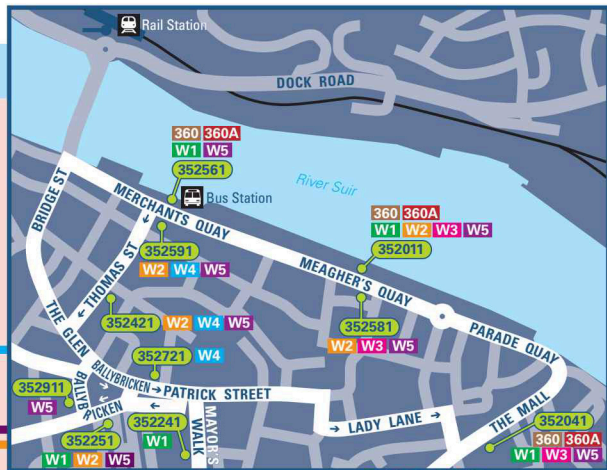 Rail Station
DOCK ROAD
River Suir
360 360A
W1 W5
352561
Bus Station
BRIDGE ST
MERCHANTS QUAY
360 360A
W1 W2 W3 W5
352011
352591
W2 W4 W5
THOMAS ST
MEAGHER'S QUAY
352421 W2 W4 W5
352581
W2 W3 W5
PARADE QUAY
THE GLEN
352721 W4
BALLYBRICKEN
PATRICK STREET
352911
W5
BALLYB
RICKEN
352241
W1
MAYOR'S
WALK
LADY LANE
THE MALL
352251
W1 W2 W5
352041
360 360A
W1 W3 W5